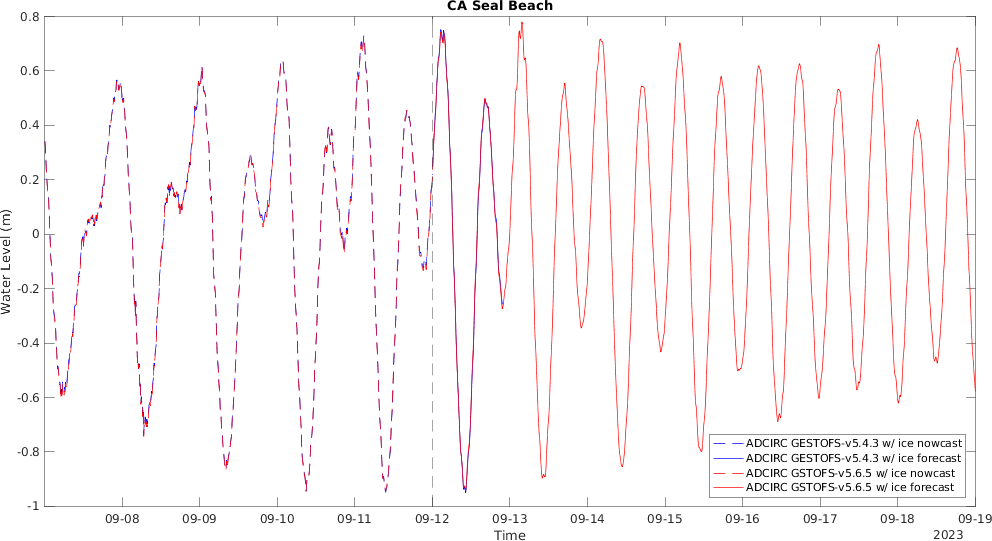 CA Seal Beach
0.8
0.6
0.4
0.2
0
-0.2
-0.4
-0.6
-0.8
-1
Water Level (m)
ADCIRC GESTOFS-v5.4.3 w/ ice nowcast
ADCIRC GESTOFS-v5.4.3 w/ ice forecast
ADCIRC GSTOFS-v5.6.5 w/ ice nowcast
ADCIRC GSTOFS-v5.6.5 w/ ice forecast
09-08 09-09 09-10 09-11 09-12 09-13 09-14 09-15 09-16 09-17 09-18 09-19
Time
2023